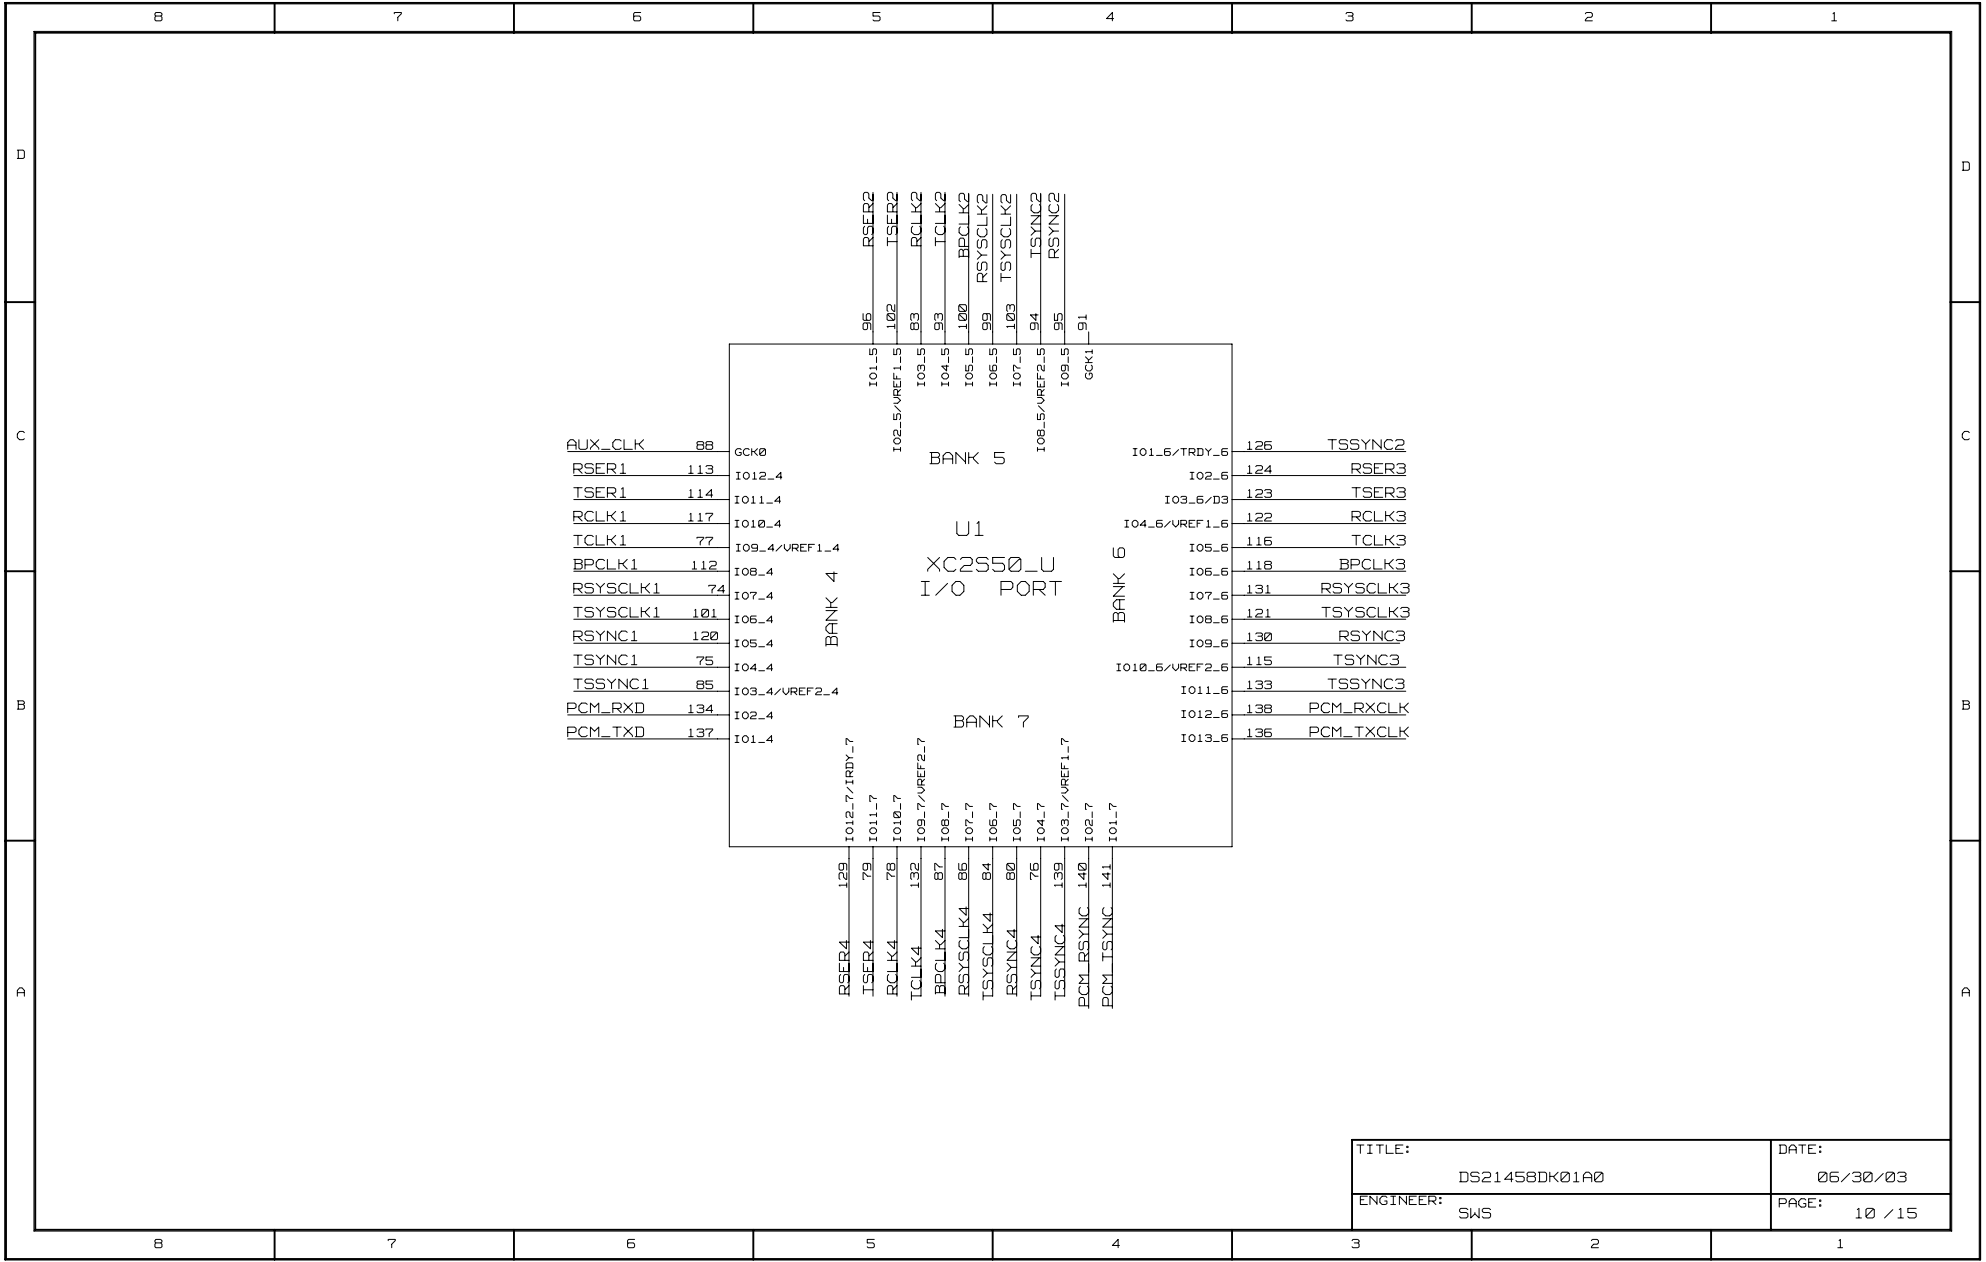 8 7 6 5 4 3 2 1
D D
RSER2 TSER2 RCLK2 TCLK2 BPCLK2 RSYSCLK2 TSYSCLK2 TSYNC2 RSYNC2
96 102 83 93 100 99 103 94 95 91
IO1_5 IO2_5/VREF1_5 IO3_5 IO4_5 IO5_5 IO6_5 IO7_5 IO8_5/VREF2_5 IO9_5 GCK1
C C
BANK 5
AUX_CLK 88 GCK0
RSER1 113 IO12_4
TSER1 114 IO11_4
RCLK1 117 IO10_4
TCLK1 77 IO9_4/VREF1_4
BPCLK1 112 IO8_4
RSYSCLK1 74 IO7_4
TSYSCLK1 101 IO6_4
RSYNC1 120 IO5_4
TSYNC1 75 IO4_4
TSSYNC1 85 IO3_4/VREF2_4
PCM_RXD 134 IO2_4
PCM_TXD 137 IO1_4
BANK 4
U1
XC2S50_U
I/O PORT
BANK 6
IO1_6/TRDY_6 126 TSSYNC2
IO2_6 124 RSER3
IO3_6/D3 123 TSER3
IO4_6/VREF1_6 122 RCLK3
IO5_6 116 TCLK3
IO6_6 118 BPCLK3
IO7_6 131 RSYSCLK3
IO8_6 121 TSYSCLK3
IO9_6 130 RSYNC3
IO10_6/VREF2_6 115 TSYNC3
IO11_6 133 TSSYNC3
IO12_6 138 PCM_RXCLK
IO13_6 136 PCM_TXCLK
B B
BANK 7
IO12_7/IRDY_7 IO11_7 IO10_7 IO9_7/VREF2_7 IO8_7 IO7_7 IO6_7 IO5_7 IO4_7 IO3_7/VREF1_7 IO2_7 IO1_7
129 79 78 132 87 86 84 80 76 139 140 141
RSER4 TSER4 RCLK4 TCLK4 BPCLK4 RSYSCLK4 TSYSCLK4 RSYNC4 TSYNC4 TSSYNC4 PCM_RSYNC PCM_TSYNC
A A
TITLE:
DS21458DK01A0
DATE:
06/30/03
ENGINEER:
SWS
PAGE:
10 /15
8 7 6 5 4 3 2 1